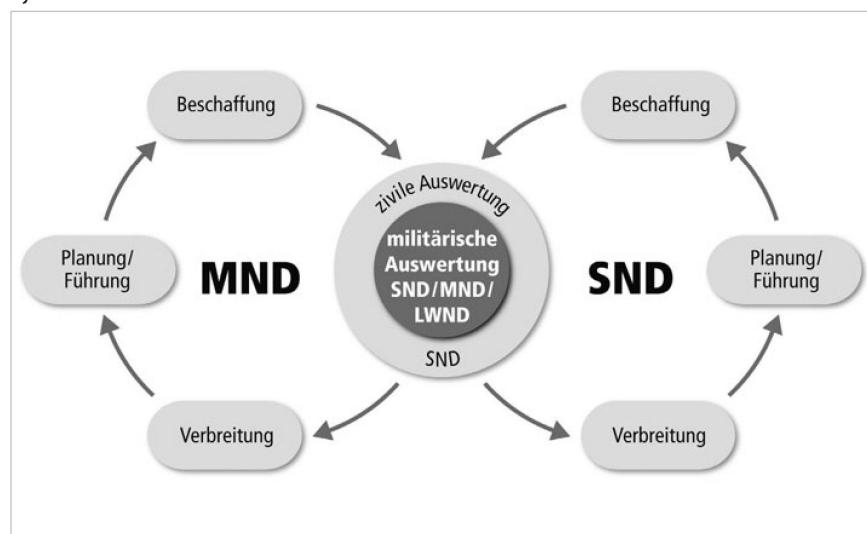 Beschaffung
Beschaffung
zivile Auswertung
militärische
Auswertung
SND/MND/
LWND
SND
Planung/
Führung
MND
SND
Planung/
Führung
Verbreitung
Verbreitung